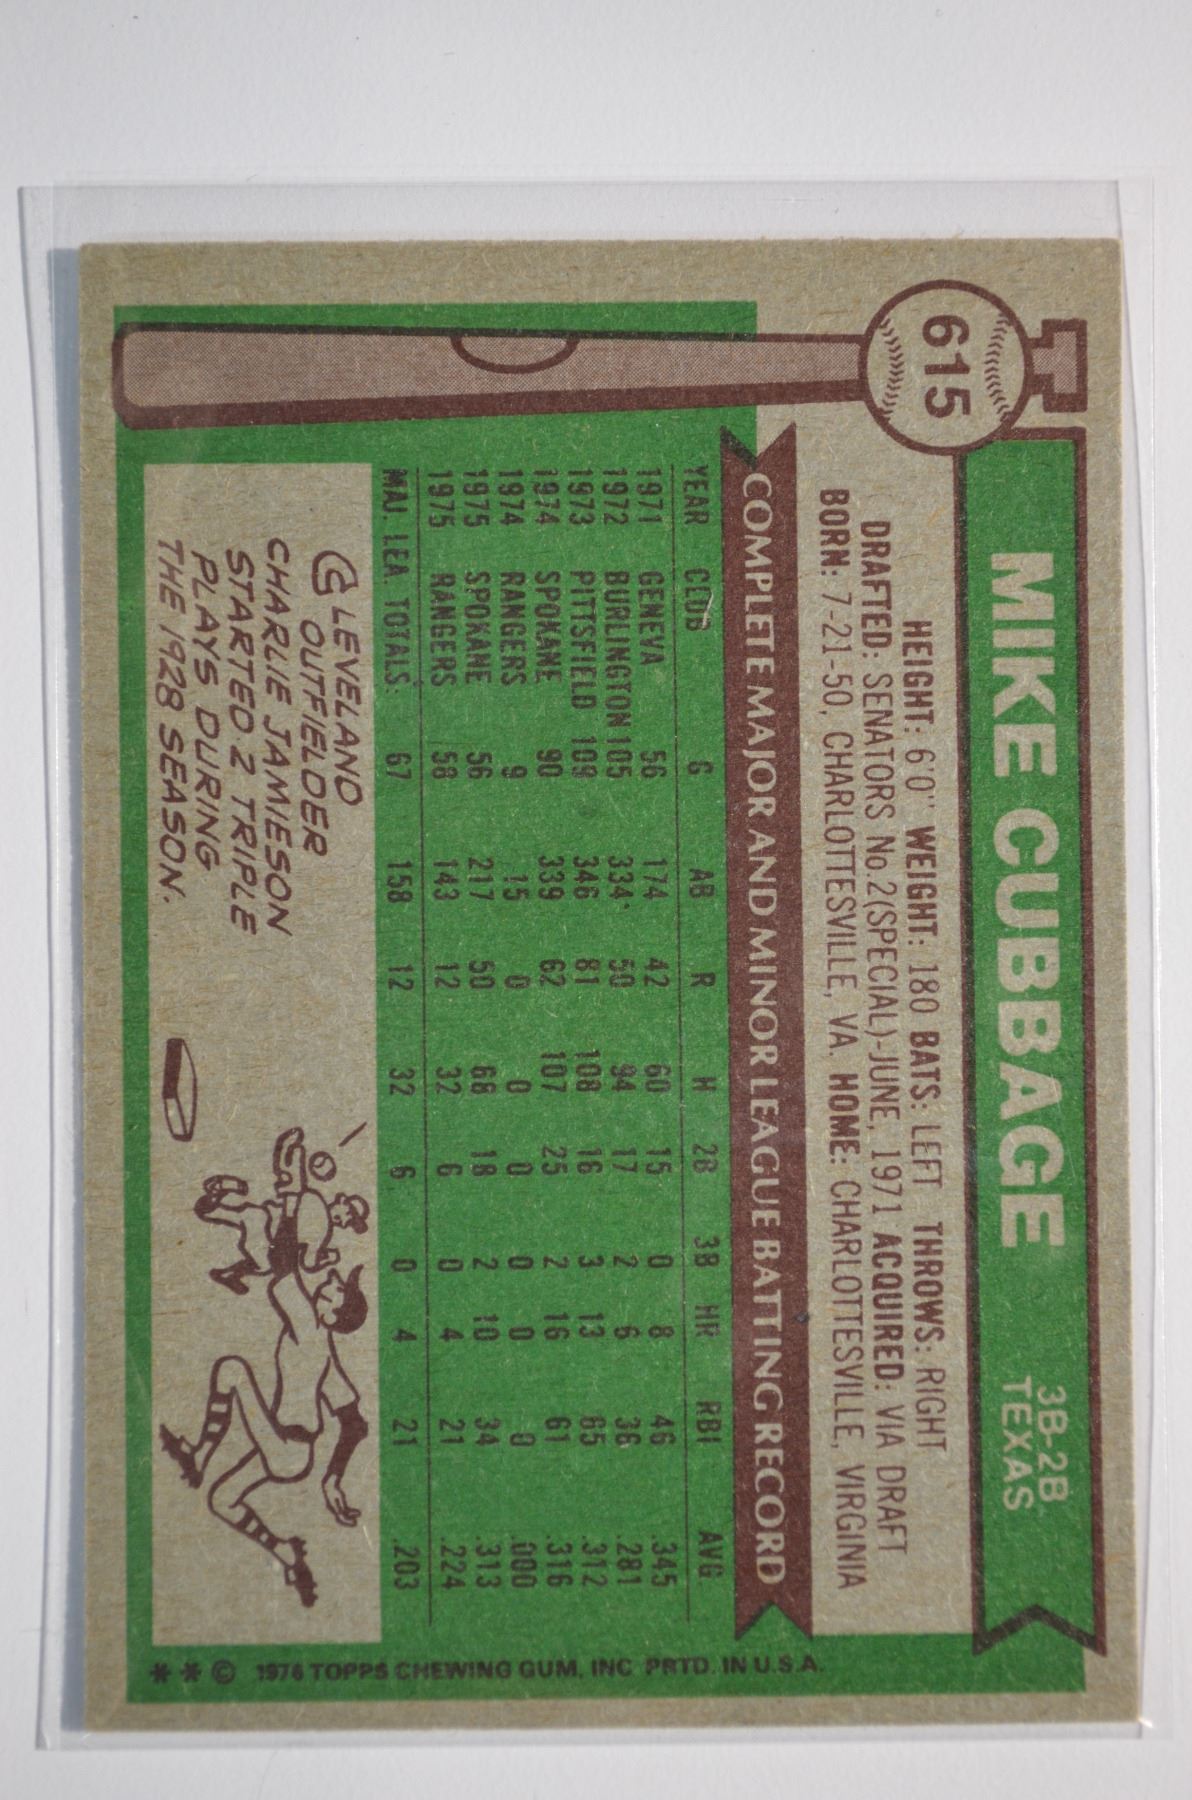 615
MIKE CUBBAGE
3B-2B
TEXAS
HEIGHT: 6'0" WEIGHT: 180 BATS: LEFT THROWS: RIGHT
DRAFTED: SENATORS No.2(SPECIAL)-JUNE, 1971 ACQUIRED: VIA DRAFT
BORN: 7-21-50, CHARLOTTESVILLE, VA. HOME: CHARLOTTESVILLE, VIRGINIA
COMPLETE MAJOR AND MINOR LEAGUE BATTING RECORD
YEAR CLUB G AB R H 2B 3B HR RBI AVG
1971 GENEVA 56 174 42 60 15 0 8 46 .345
1972 BURLINGTON 105 334 50 94 17 2 6 36 .281
1973 PITTSFIELD 109 346 81 108 16 3 13 85 .312
1974 SPOKANE 90 339 62 107 25 2 16 61 .316
1974 RANGERS 9 15 0 0 0 0 0 0 .000
1975 SPOKANE 56 217 50 68 18 2 10 34 .313
1975 RANGERS 58 143 12 32 6 0 4 21 .224
MAJ. LEA. TOTALS: 67 158 12 32 6 0 4 21 .203
CLEVELAND
OUTFIELDER
CHARLIE JAMIESON
STARTED 2 TRIPLE
PLAYS DURING
THE 1928 SEASON.
* * © 1976 TOPPS CHEWING GUM, INC PRTD. IN U.S.A.